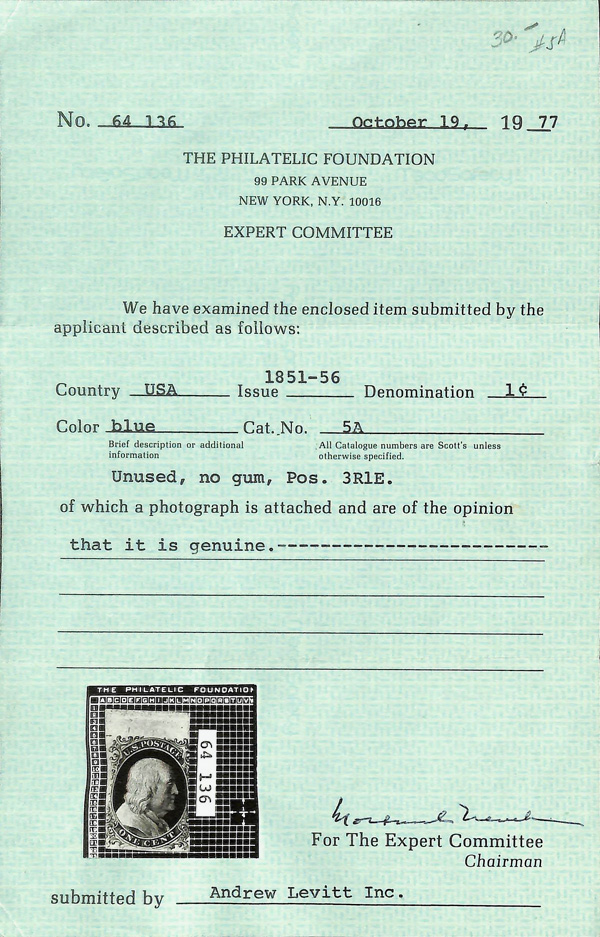 30.- #5A
No. 64 136 October 19, 19 77
THE PHILATELIC FOUNDATION
99 PARK AVENUE
NEW YORK, N.Y. 10016
EXPERT COMMITTEE
We have examined the enclosed item submitted by the
applicant described as follows:
Country USA Issue 1851-56 Denomination 1¢
Color blue Cat. No. 5A
Brief description or additional information
All Catalogue numbers are Scott's unless otherwise specified.
Unused, no gum, Pos. 3R1E.
of which a photograph is attached and are of the opinion
that it is genuine.--------------------------
THE PHILATELIC FOUNDATIO
ABCDEFGHIJKLMNOPQRSTUV
U.S. POSTAGE
ONE CENT
64 136
For The Expert Committee
Chairman
submitted by Andrew Levitt Inc.